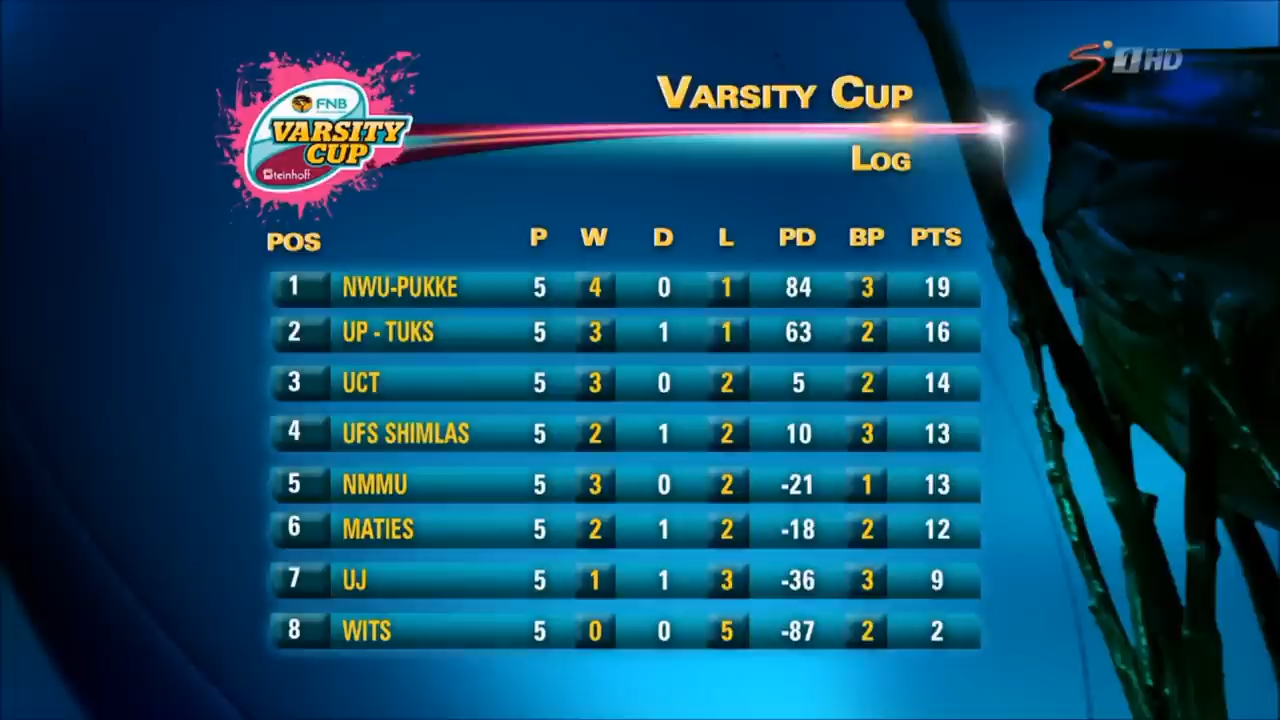 S 1 HD
FNB
VARSITY
CUP
Steinhoff
VARSITY CUP
LOG
POS P W D L PD BP PTS
1 NWU-PUKKE 5 4 0 1 84 3 19
2 UP - TUKS 5 3 1 1 63 2 16
3 UCT 5 3 0 2 5 2 14
4 UFS SHIMLAS 5 2 1 2 10 3 13
5 NMMU 5 3 0 2 -21 1 13
6 MATIES 5 2 1 2 -18 2 12
7 UJ 5 1 1 3 -36 3 9
8 WITS 5 0 0 5 -87 2 2